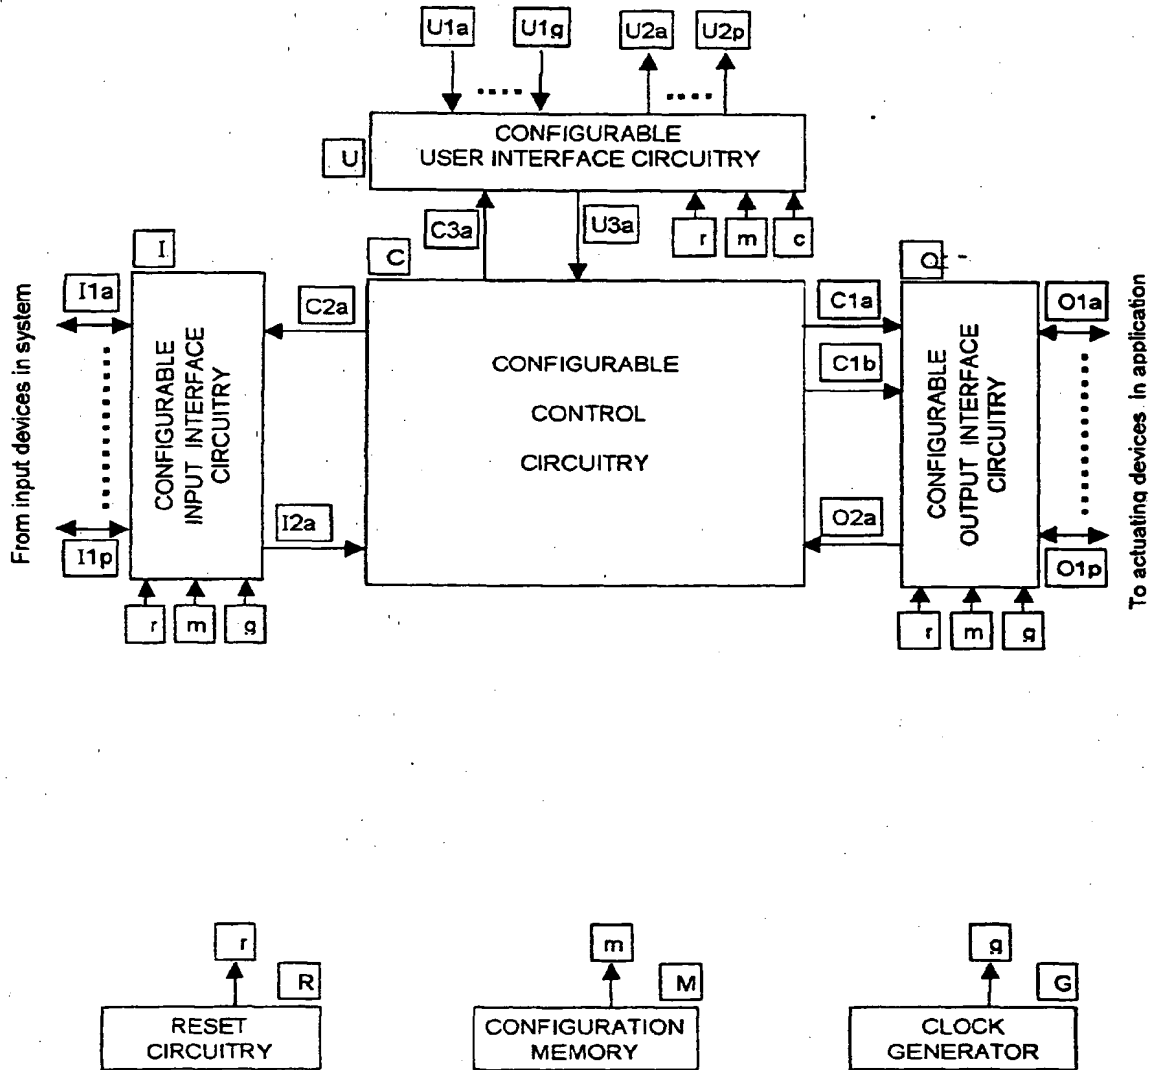 U1a U1g U2a U2p
CONFIGURABLE
USER INTERFACE CIRCUITRY
U
C3a U3a r m c
I C O
From input devices in system
I1a
CONFIGURABLE
INPUT INTERFACE
CIRCUITRY
I1p
r m g
C2a
I2a
CONFIGURABLE
CONTROL
CIRCUITRY
C1a
C1b
O2a
CONFIGURABLE
OUTPUT INTERFACE
CIRCUITRY
O1a
O1p
r m g
To actuating devices in application
r m g
R M G
RESET
CIRCUITRY
CONFIGURATION
MEMORY
CLOCK
GENERATOR